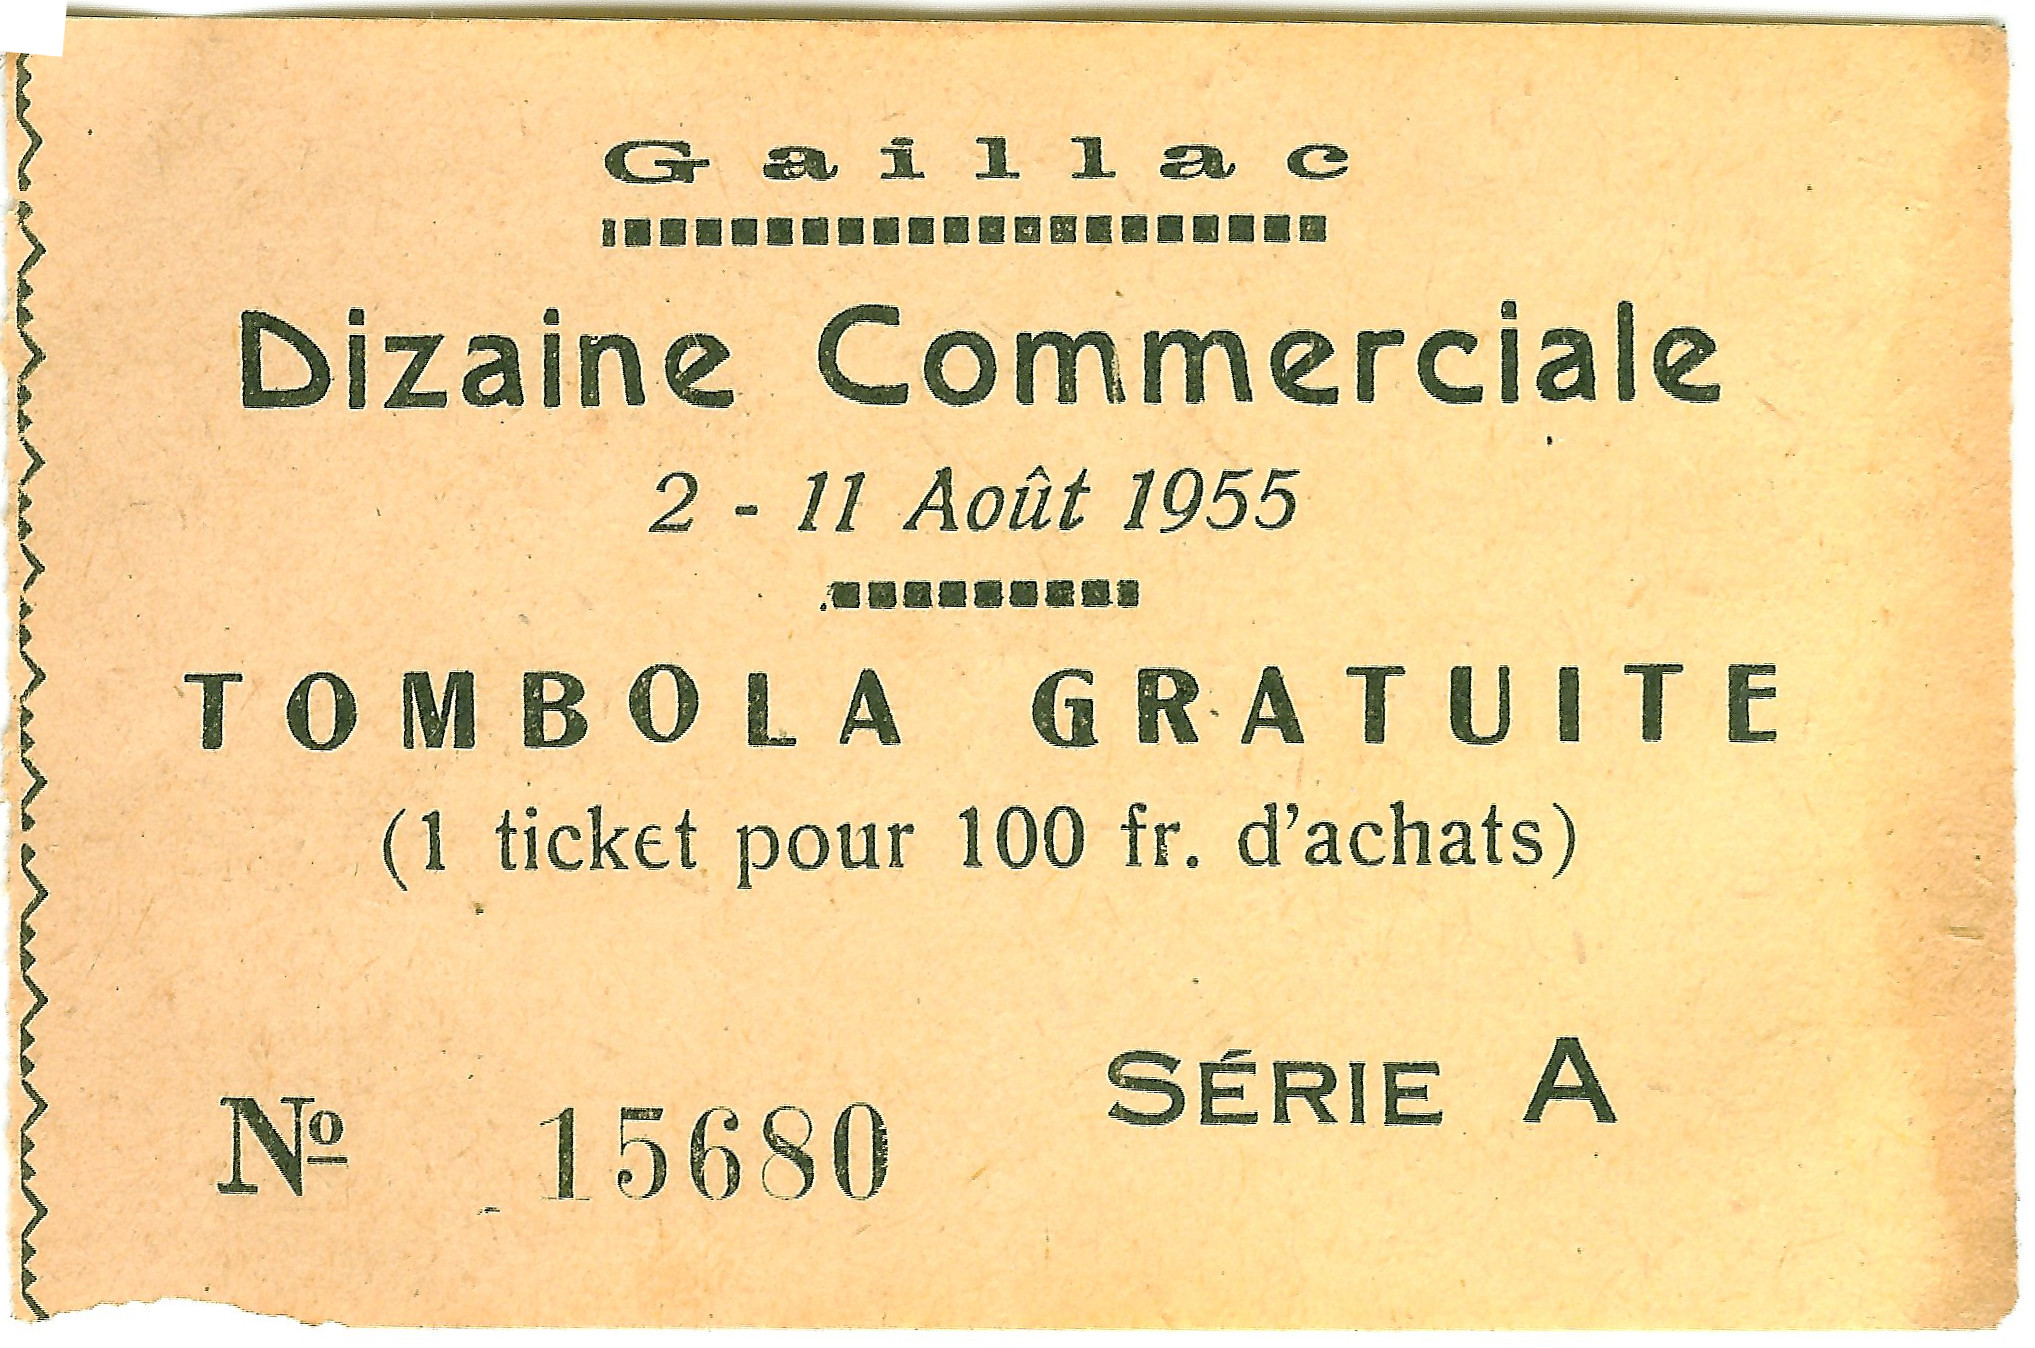 Gaillac
Dizaine Commerciale
2 - 11 Août 1955
TOMBOLA GRATUITE
(1 ticket pour 100 fr. d'achats)
SÉRIE A
Nº 15680